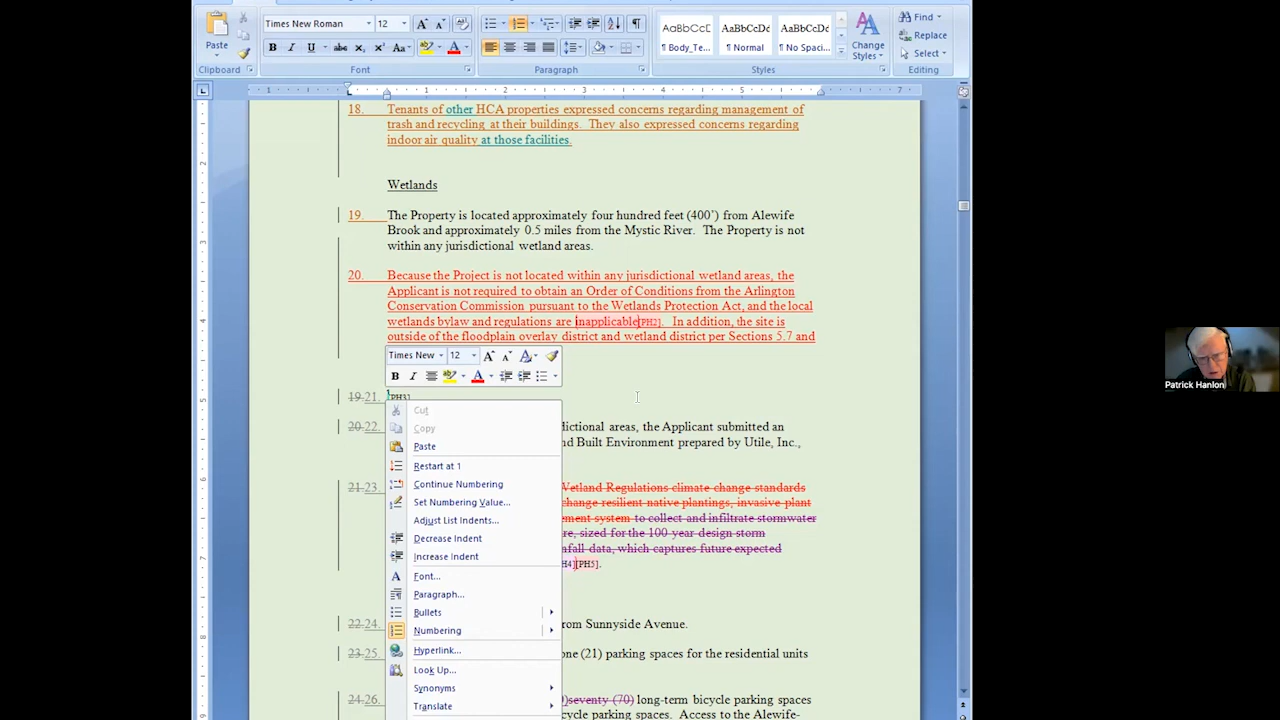 Paste
Clipboard
Times New Roman
12
B I U abc x₂ x² Aa
Font
Paragraph
AaBbCcDc AaBbCcDc AaBbCcDc
¶ Body_Te... ¶ Normal ¶ No Spaci...
Styles
Change Styles
Find
Replace
Select
Editing
18. Tenants of other HCA properties expressed concerns regarding management of
trash and recycling at their buildings. They also expressed concerns regarding
indoor air quality at those facilities.
Wetlands
19. The Property is located approximately four hundred feet (400’) from Alewife
Brook and approximately 0.5 miles from the Mystic River. The Property is not
within any jurisdictional wetland areas.
20. Because the Project is not located within any jurisdictional wetland areas, the
Applicant is not required to obtain an Order of Conditions from the Arlington
Conservation Commission pursuant to the Wetlands Protection Act, and the local
wetlands bylaw and regulations are inapplicable[PH2]. In addition, the site is
outside of the floodplain overlay district and wetland district per Sections 5.7 and
Times New 12
B I A
19.21. [PH3]
20.22. dictional areas, the Applicant submitted an
nd Built Environment prepared by Utile, Inc.,
21.23. Wetland Regulations climate change standards
change resilient native plantings, invasive plant
ement system to collect and infiltrate stormwater
re, sized for the 100 year design storm
nfall data, which captures future expected
H4][PH5].
22.24. rom Sunnyside Avenue.
23.25. one (21) parking spaces for the residential units
24.26. )seventy (70) long-term bicycle parking spaces
cycle parking spaces. Access to the Alewife-
Cut
Copy
Paste
Restart at 1
Continue Numbering
Set Numbering Value...
Adjust List Indents...
Decrease Indent
Increase Indent
Font...
Paragraph...
Bullets
Numbering
Hyperlink...
Look Up...
Synonyms
Translate
Patrick Hanlon